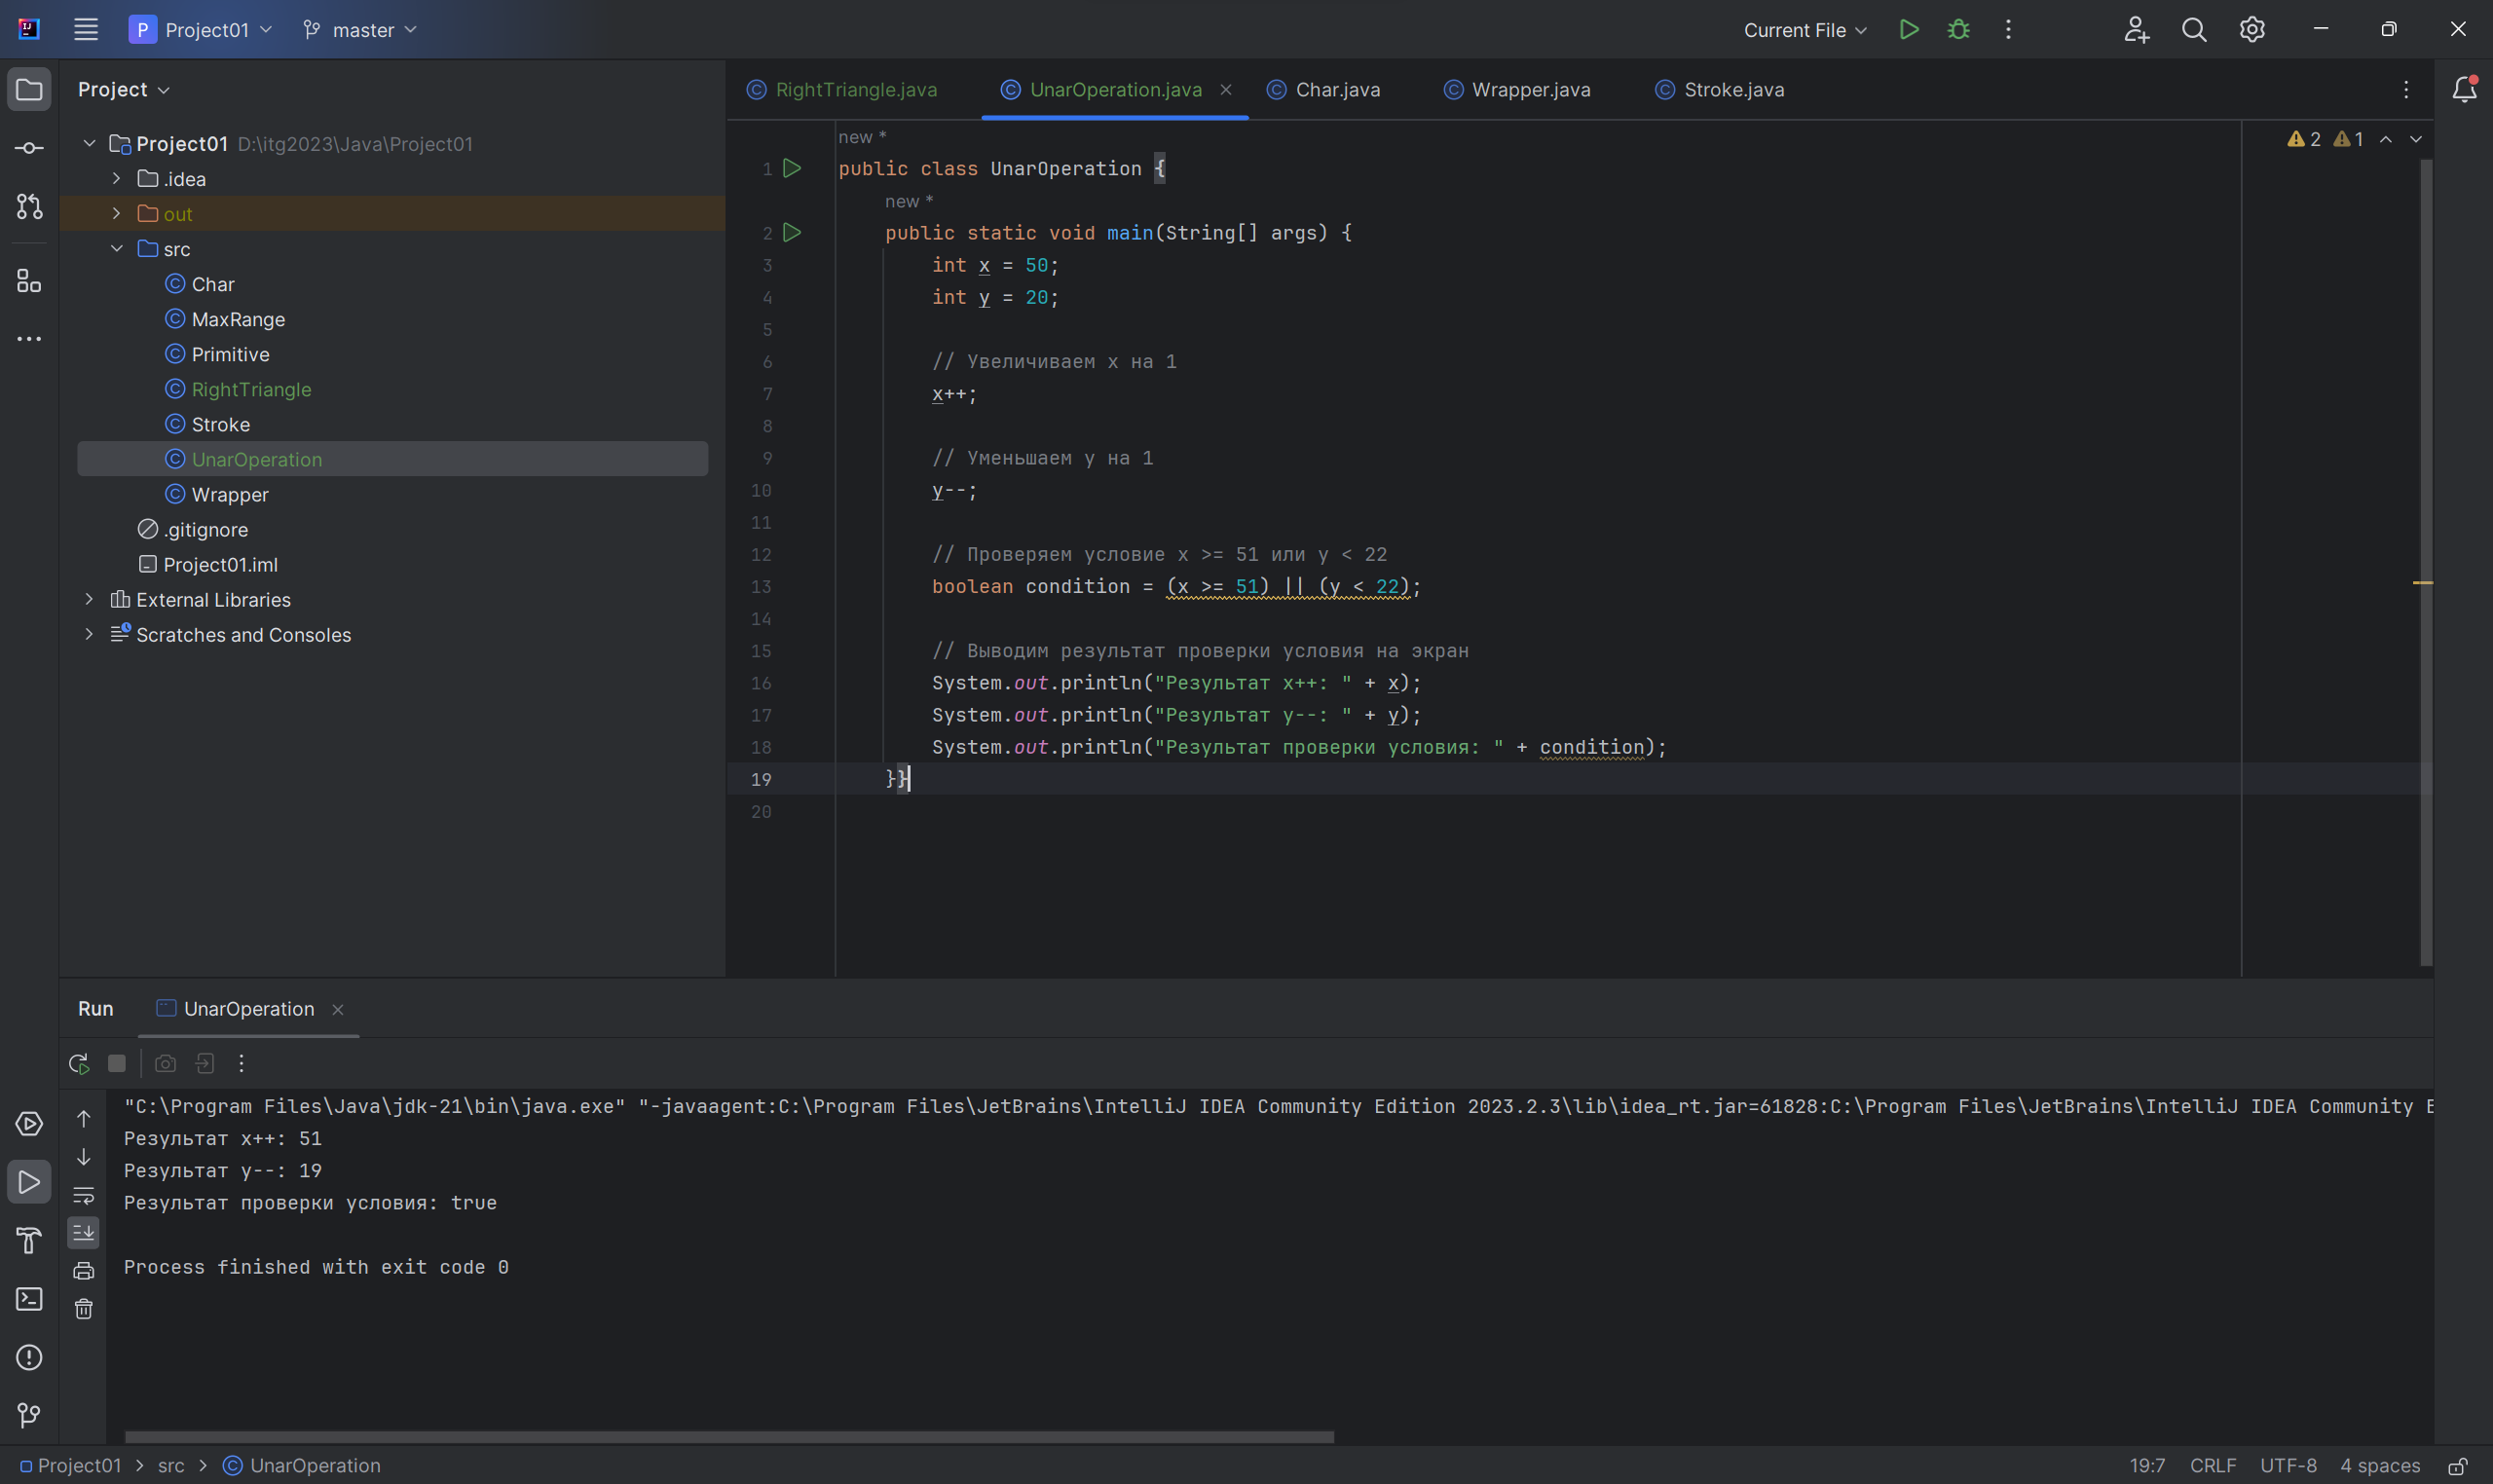 P Project01 master Current File
Project
RightTriangle.java UnarOperation.java Char.java Wrapper.java Stroke.java
Project01 D:\itg2023\Java\Project01
.idea
out
src
Char
MaxRange
Primitive
RightTriangle
Stroke
UnarOperation
Wrapper
.gitignore
Project01.iml
External Libraries
Scratches and Consoles
new *
2 1
1 public class UnarOperation {
new *
2 public static void main(String[] args) {
3 int x = 50;
4 int y = 20;
5
6 // Увеличиваем x на 1
7 x++;
8
9 // Уменьшаем y на 1
10 y--;
11
12 // Проверяем условие x >= 51 или y < 22
13 boolean condition = (x >= 51) || (y < 22);
14
15 // Выводим результат проверки условия на экран
16 System.out.println("Результат x++: " + x);
17 System.out.println("Результат y--: " + y);
18 System.out.println("Результат проверки условия: " + condition);
19 }}
20
Run UnarOperation
"C:\Program Files\Java\jdk-21\bin\java.exe" "-javaagent:C:\Program Files\JetBrains\IntelliJ IDEA Community Edition 2023.2.3\lib\idea_rt.jar=61828:C:\Program Files\JetBrains\IntelliJ IDEA Community E
Результат x++: 51
Результат y--: 19
Результат проверки условия: true
Process finished with exit code 0
Project01 > src > UnarOperation 19:7 CRLF UTF-8 4 spaces